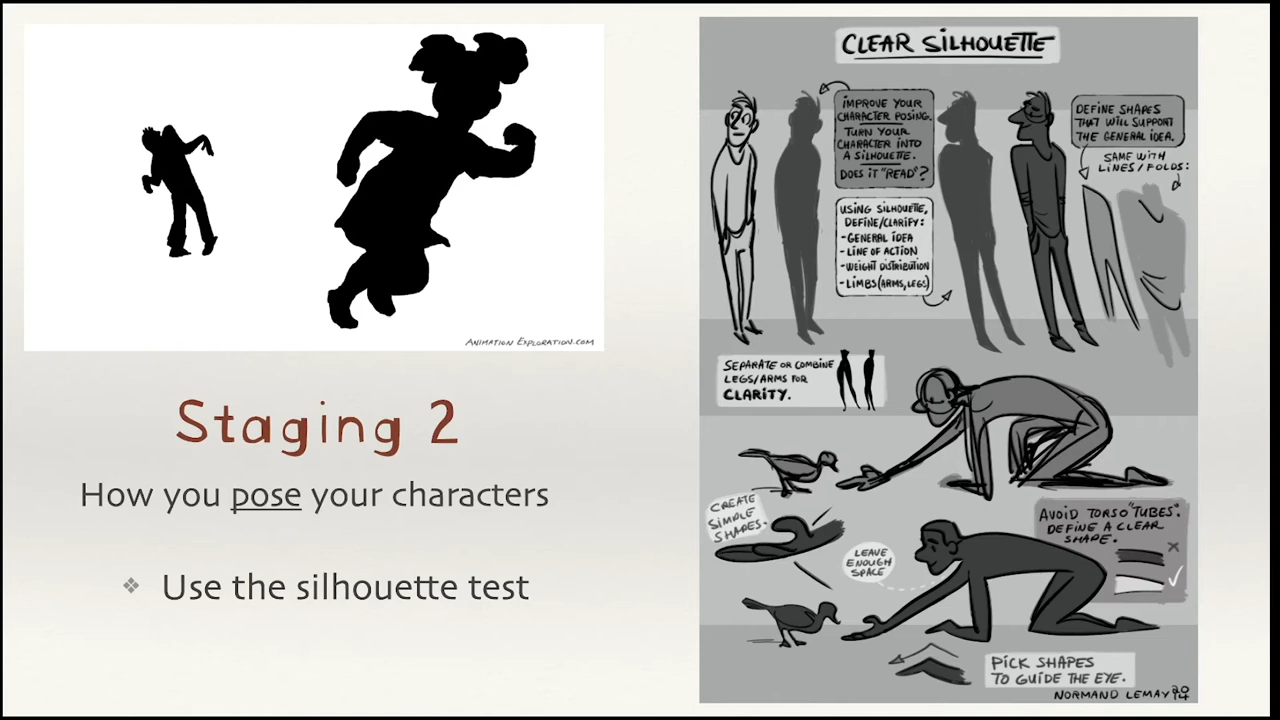 ANIMATION EXPLORATION.COM
Staging 2
How you pose your characters
❖ Use the silhouette test
CLEAR SILHOUETTE
IMPROVE YOUR
CHARACTER POSING.
TURN YOUR
CHARACTER INTO
A SILHOUETTE.
DOES IT "READ"?
DEFINE SHAPES
THAT WILL SUPPORT
THE GENERAL IDEA.
SAME WITH
LINES/FOLDS:
USING SILHOUETTE,
DEFINE/CLARIFY:
-GENERAL IDEA
-LINE OF ACTION
-WEIGHT DISTRIBUTION
-LIMBS (ARMS, LEGS)
SEPARATE OR COMBINE
LEGS/ARMS FOR
CLARITY.
CREATE
SIMPLE
SHAPES.
LEAVE
ENOUGH
SPACE
AVOID TORSO "TUBES".
DEFINE A CLEAR
SHAPE.
PICK SHAPES
TO GUIDE THE EYE.
NORMAND LEMAY 2014